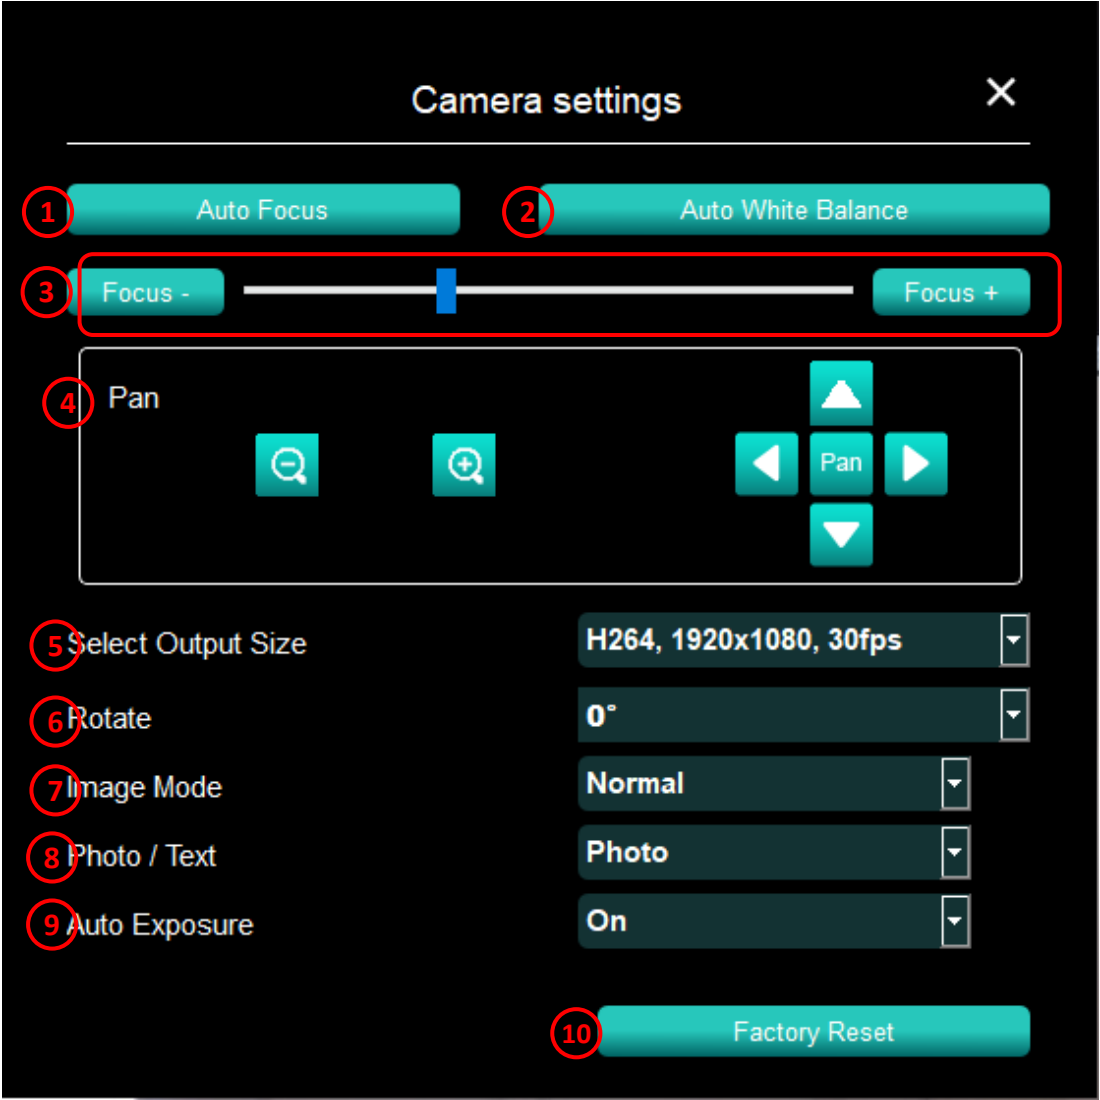 Camera settings
1 Auto Focus
2 Auto White Balance
3 Focus - Focus +
4 Pan
Pan
5 Select Output Size H264, 1920x1080, 30fps
6 Rotate 0°
7 Image Mode Normal
8 Photo / Text Photo
9 Auto Exposure On
10 Factory Reset